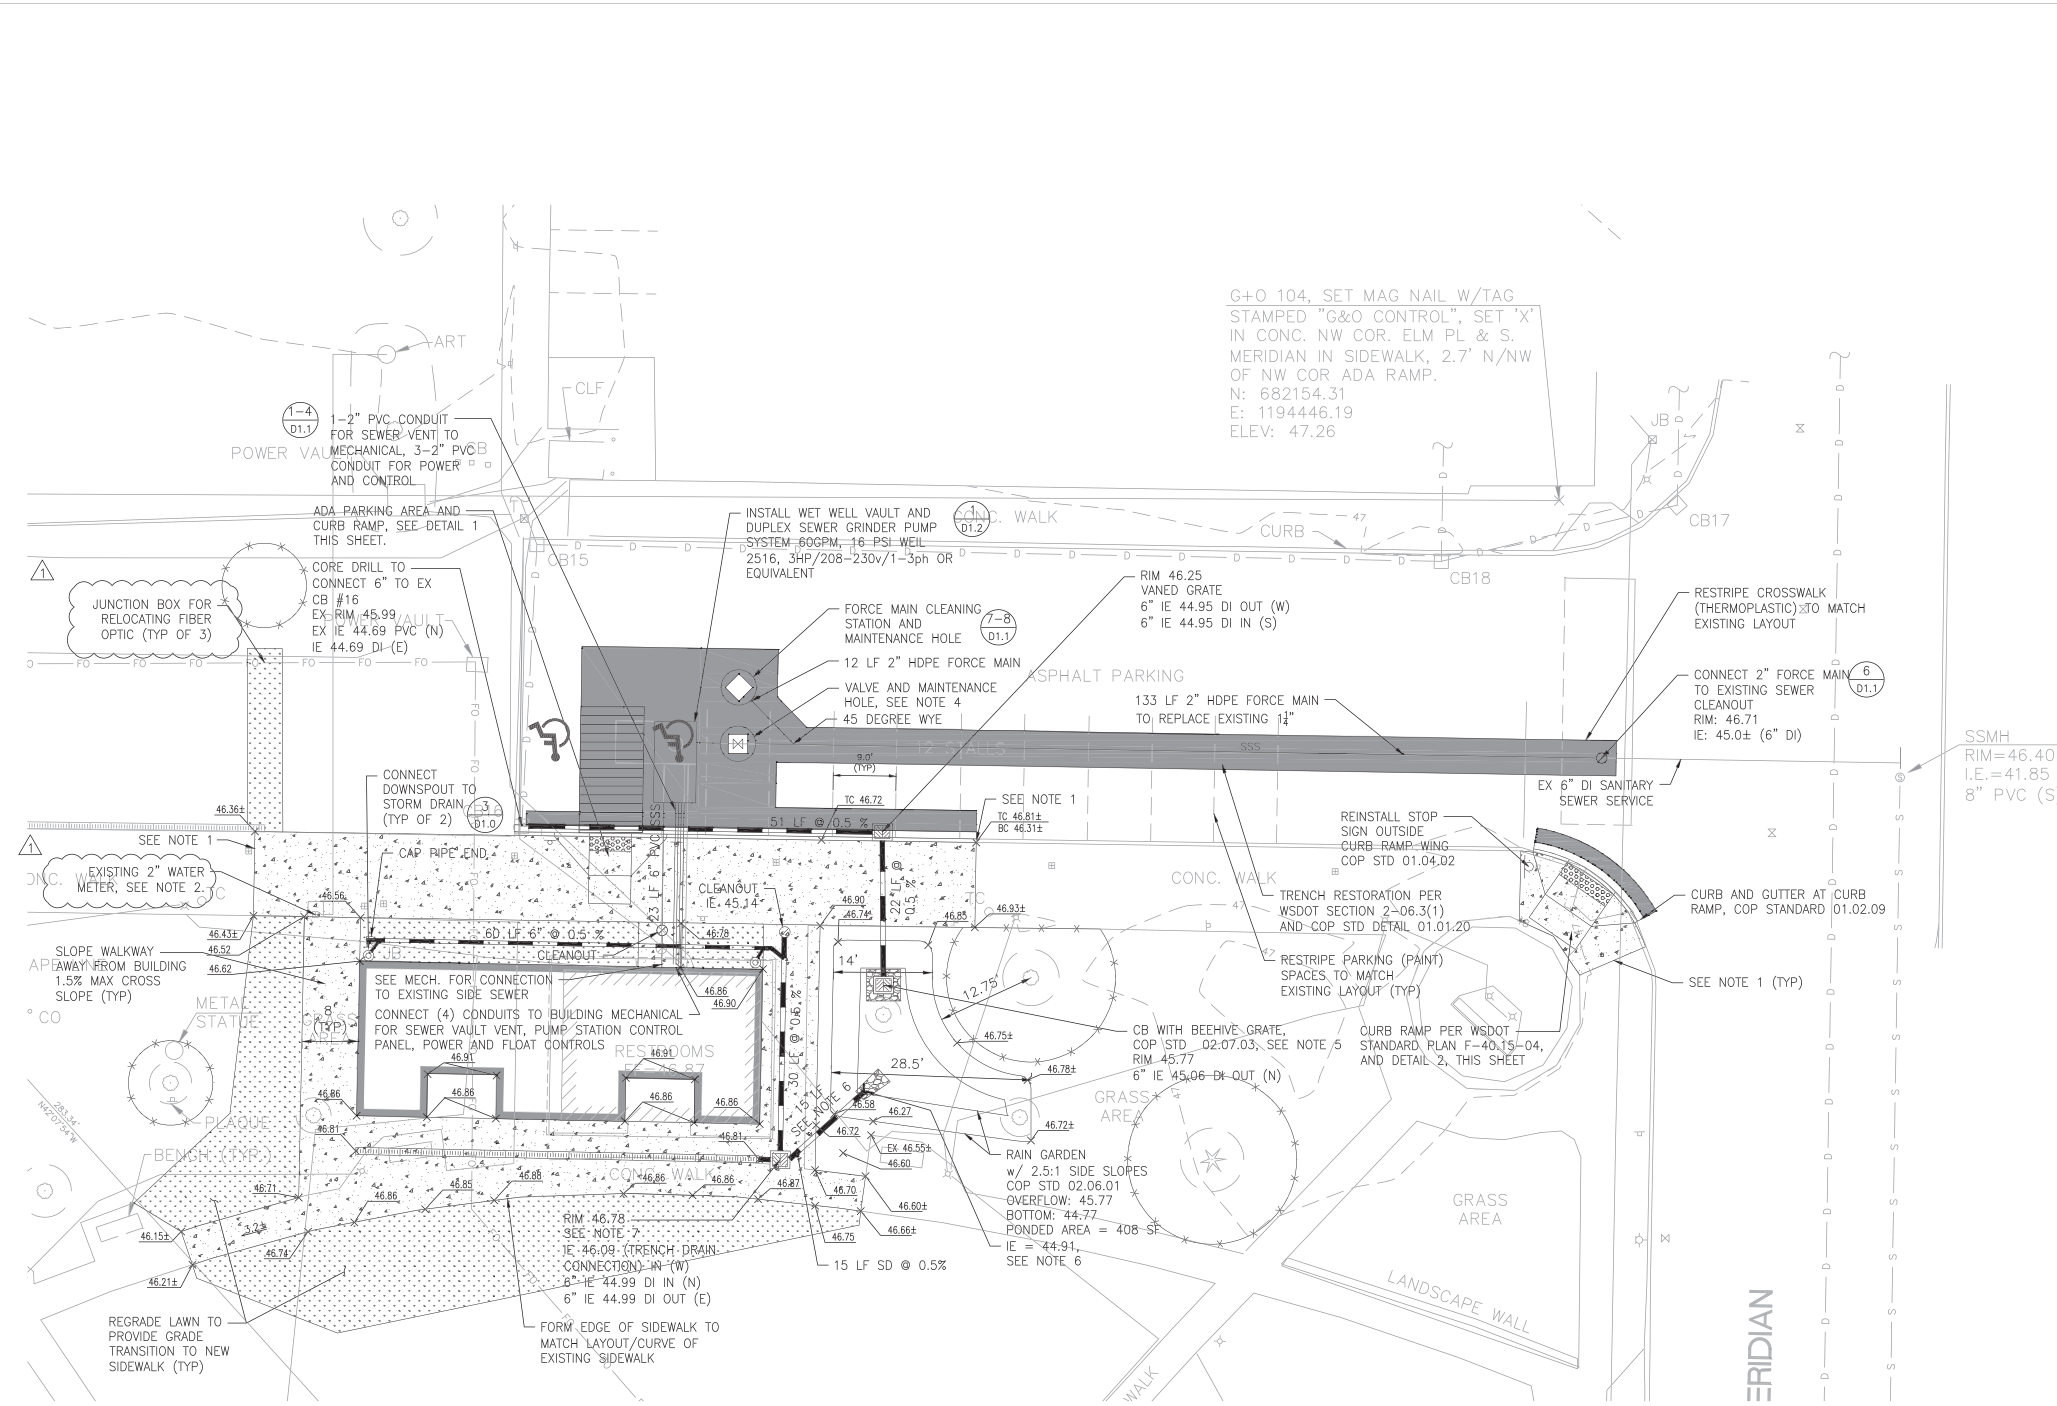 G+O 104, SET MAG NAIL W/TAG
STAMPED "G&O CONTROL", SET 'X'
IN CONC. NW COR. ELM PL & S.
MERIDIAN IN SIDEWALK, 2.7' N/NW
OF NW COR ADA RAMP.
N: 682154.31
E: 1194446.19
ELEV: 47.26
ART
CLF
1-4
D1.1
1-2" PVC CONDUIT
FOR SEWER VENT TO
MECHANICAL, 3-2" PVC
CONDUIT FOR POWER
AND CONTROL
POWER VAULT
CB
JB
ADA PARKING AREA AND
CURB RAMP, SEE DETAIL 1
THIS SHEET.
INSTALL WET WELL VAULT AND
DUPLEX SEWER GRINDER PUMP
SYSTEM 60GPM, 16 PSI WEIL
2516, 3HP/208-230v/1-3ph OR
EQUIVALENT
1
D1.2
CONC. WALK
47
CURB
CB17
CB15
CB18
1
JUNCTION BOX FOR
RELOCATING FIBER
OPTIC (TYP OF 3)
CORE DRILL TO
CONNECT 6" TO EX
CB #16
EX RIM 45.99
EX IE 44.69 PVC (N)
IE 44.69 DI (E)
POWER VAULT
RIM 46.25
VANED GRATE
6" IE 44.95 DI OUT (W)
6" IE 44.95 DI IN (S)
FORCE MAIN CLEANING
STATION AND
MAINTENANCE HOLE
7-8
D1.1
12 LF 2" HDPE FORCE MAIN
ASPHALT PARKING
VALVE AND MAINTENANCE
HOLE, SEE NOTE 4
45 DEGREE WYE
133 LF 2" HDPE FORCE MAIN
TO REPLACE EXISTING 1¼"
RESTRIPE CROSSWALK
(THERMOPLASTIC) TO MATCH
EXISTING LAYOUT
CONNECT 2" FORCE MAIN
TO EXISTING SEWER
CLEANOUT
RIM: 46.71
IE: 45.0± (6" DI)
6
D1.1
SSMH
RIM=46.40
I.E.=41.85
8" PVC (S
12 STALLS
SSS
9.0'
(TYP)
EX 6" DI SANITARY
SEWER SERVICE
CONNECT
DOWNSPOUT TO
STORM DRAIN
(TYP OF 2)
3
D1.0
CB16
TC 46.72
SEE NOTE 1
TC 46.81±
BC 46.31±
51 LF @ 0.5 %
REINSTALL STOP
SIGN OUTSIDE
CURB RAMP WING
COP STD 01.04.02
46.36±
1
SEE NOTE 1
CAP PIPE END
EXISTING 2" WATER
METER, SEE NOTE 2.
CONC. WALK
TRENCH RESTORATION PER
WSDOT SECTION 2-06.3(1)
AND COP STD DETAIL 01.01.20
CURB AND GUTTER AT CURB
RAMP, COP STANDARD 01.02.09
23 LF 6" PVC SSS
22 LF @
0.5 %
CLEANOUT
IE 45.14
46.56
46.90
46.74
46.85
46.93±
47
47
46.43±
46.52
46.62
60 LF 6" @ 0.5 %
46.78
CLEANOUT
JB
SLOPE WALKWAY
AWAY FROM BUILDING
1.5% MAX CROSS
SLOPE (TYP)
METAL
STATUE
CO
8'
(TYP)
GRASS
AREA
SEE MECH. FOR CONNECTION
TO EXISTING SIDE SEWER
CONNECT (4) CONDUITS TO BUILDING MECHANICAL
FOR SEWER VAULT VENT, PUMP STATION CONTROL
PANEL, POWER AND FLOAT CONTROLS
46.86
46.90
14'
12.75'
RESTRIPE PARKING (PAINT)
SPACES TO MATCH
EXISTING LAYOUT (TYP)
SEE NOTE 1 (TYP)
46.75±
CB WITH BEEHIVE GRATE,
COP STD 02.07.03, SEE NOTE 5
RIM 45.77
6" IE 45.06 DI OUT (N)
CURB RAMP PER WSDOT
STANDARD PLAN F-40.15-04,
AND DETAIL 2, THIS SHEET
RESTROOMS
46.91
46.91
30 LF @ 0.5 %
28.5'
46.78±
46.86
46.86
46.86
46.86
15 LF
SEE NOTE 6
46.58
46.27
GRASS
AREA
47
283.34'
N42°07'54"W
PLAQUE
46.81
46.81
46.72
46.72±
EX 46.55±
46.60
BENCH (TYP.)
CONC. WALK
RAIN GARDEN
w/ 2.5:1 SIDE SLOPES
COP STD 02.06.01
OVERFLOW: 45.77
BOTTOM: 44.77
PONDED AREA = 408 SF
IE = 44.91,
SEE NOTE 6
46.71
46.86
46.85
46.88
46.86
46.86
46.87
46.70
46.60±
46.66±
46.75
GRASS
AREA
46.15±
3.2%
46.74
46.21±
RIM 46.78
SEE NOTE 7
IE 46.09 (TRENCH DRAIN
CONNECTION) IN (W)
6" IE 44.99 DI IN (N)
6" IE 44.99 DI OUT (E)
15 LF SD @ 0.5%
LANDSCAPE WALL
REGRADE LAWN TO
PROVIDE GRADE
TRANSITION TO NEW
SIDEWALK (TYP)
FORM EDGE OF SIDEWALK TO
MATCH LAYOUT/CURVE OF
EXISTING SIDEWALK
WALK
ERIDIAN